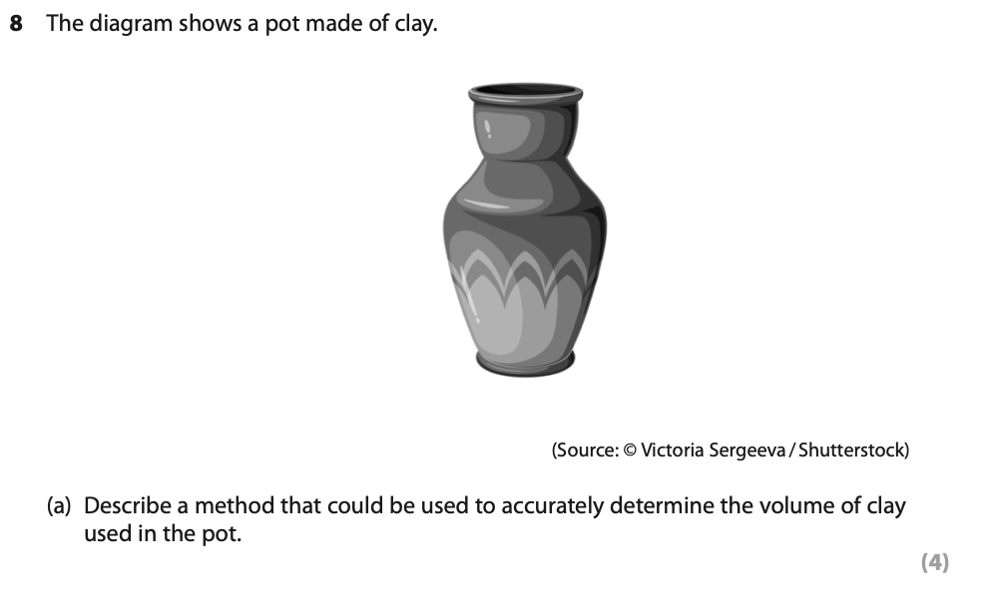 8 The diagram shows a pot made of clay.
(Source: © Victoria Sergeeva / Shutterstock)
(a) Describe a method that could be used to accurately determine the volume of clay
used in the pot.
(4)